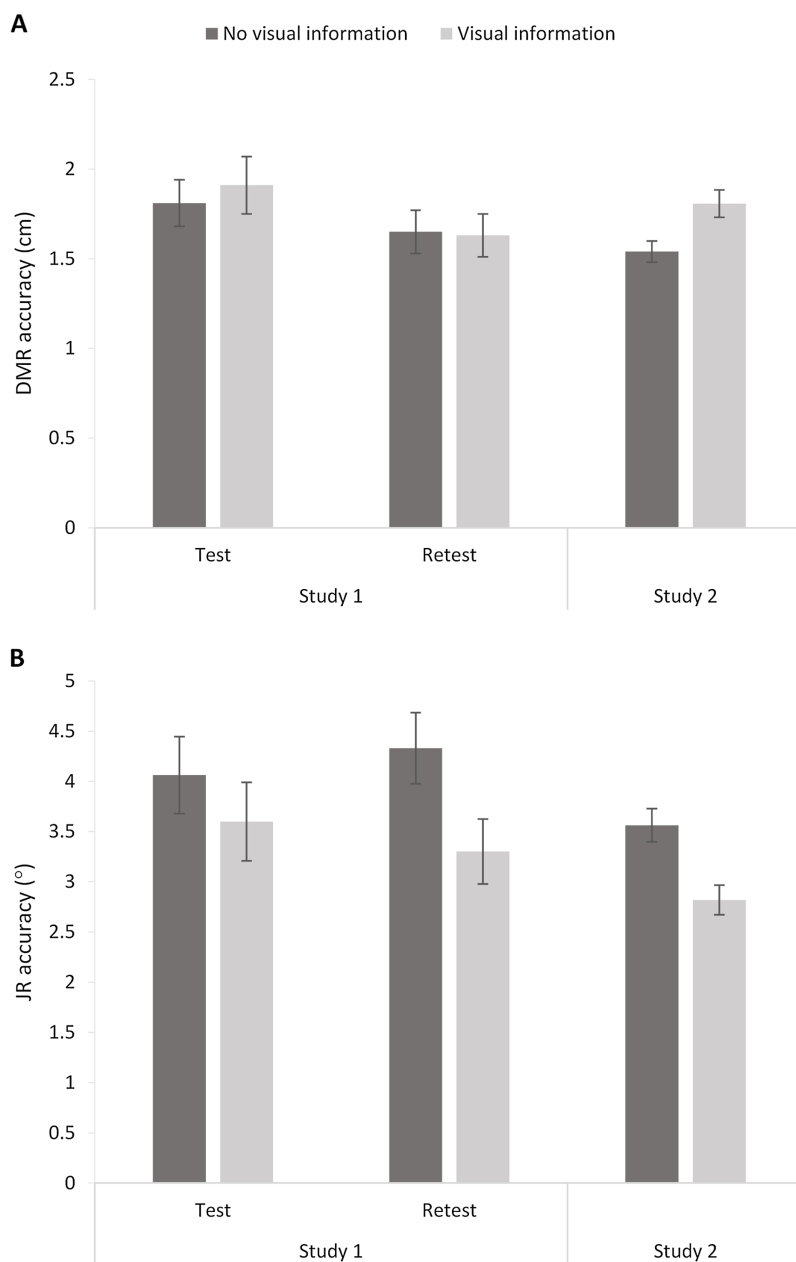 A
No visual information Visual information
2.5
2
1.5
1
0.5
0
DMR accuracy (cm)
Test Retest
Study 1 Study 2
B
5
4.5
4
3.5
3
2.5
2
1.5
1
0.5
0
JR accuracy (°)
Test Retest
Study 1 Study 2